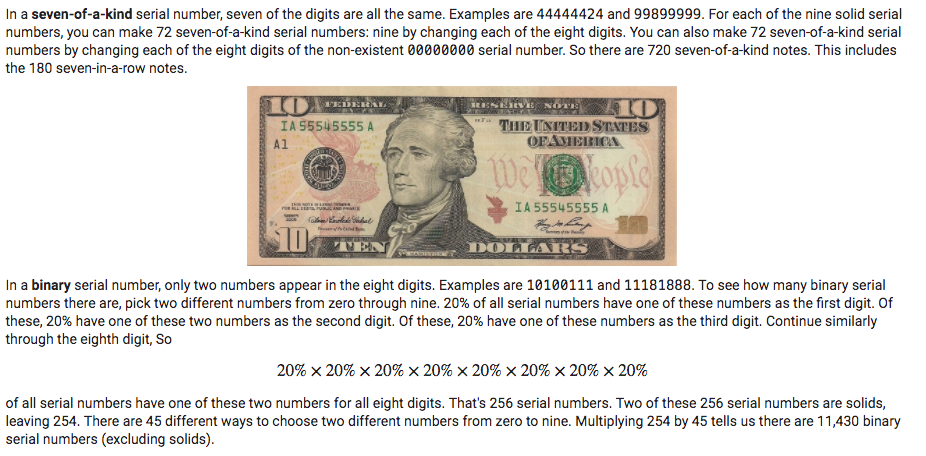 In a seven-of-a-kind serial number, seven of the digits are all the same. Examples are 44444424 and 99899999. For each of the nine solid serial
numbers, you can make 72 seven-of-a-kind serial numbers: nine by changing each of the eight digits. You can also make 72 seven-of-a-kind serial
numbers by changing each of the eight digits of the non-existent 00000000 serial number. So there are 720 seven-of-a-kind notes. This includes
the 180 seven-in-a-row notes.
10 FEDERAL RESERVE NOTE 10
IA 55545555 A
THE UNITED STATES
OF AMERICA
A1
We People
IA 55545555 A
10 TEN DOLLARS
In a binary serial number, only two numbers appear in the eight digits. Examples are 10100111 and 11181888. To see how many binary serial
numbers there are, pick two different numbers from zero through nine. 20% of all serial numbers have one of these numbers as the first digit. Of
these, 20% have one of these two numbers as the second digit. Of these, 20% have one of these numbers as the third digit. Continue similarly
through the eighth digit, So
20% × 20% × 20% × 20% × 20% × 20% × 20% × 20%
of all serial numbers have one of these two numbers for all eight digits. That's 256 serial numbers. Two of these 256 serial numbers are solids,
leaving 254. There are 45 different ways to choose two different numbers from zero to nine. Multiplying 254 by 45 tells us there are 11,430 binary
serial numbers (excluding solids).